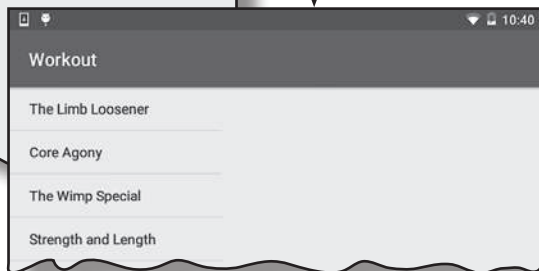 10:40
Workout
The Limb Loosener
Core Agony
The Wimp Special
Strength and Length